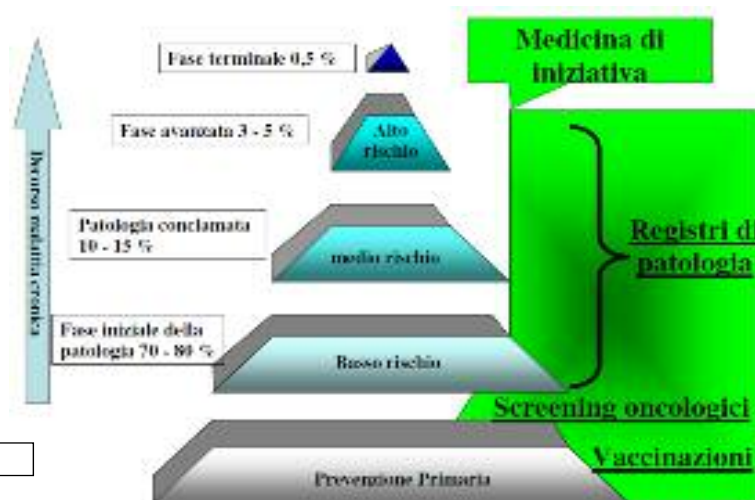 Fase terminale 0,5 %
Medicina di
iniziativa
Fase avanzata 3 - 5 %
Alto
rischio
Decorso malattia cronica
Patologia conclamata
10 - 15 %
medio rischio
Registri di
patologia
Fase iniziale della
patologia 70 - 80 %
Basso rischio
Screening oncologici
Vaccinazioni
Prevenzione Primaria